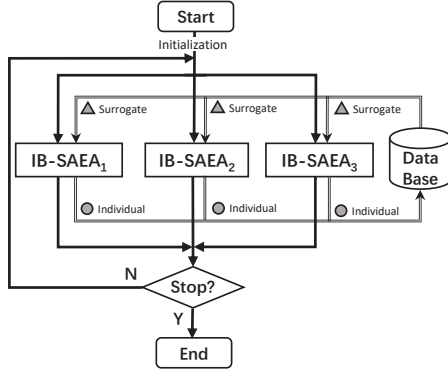 Start
Initialization
Surrogate
Surrogate
Surrogate
IB-SAEA1
IB-SAEA2
IB-SAEA3
Data
Base
Individual
Individual
Individual
N
Stop?
Y
End